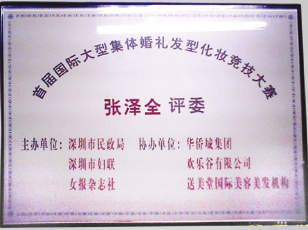 首届国际大型集体婚礼发型化妆竞技大赛
张泽全 评委
主办单位：深圳市民政局 协办单位：华侨城集团
深圳市妇联 欢乐谷有限公司
女报杂志社 送美堂国际美容美发机构